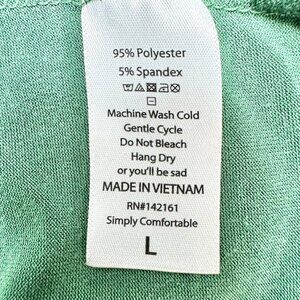 95% Polyester
5% Spandex
Machine Wash Cold
Gentle Cycle
Do Not Bleach
Hang Dry
or you'll be sad
MADE IN VIETNAM
RN#142161
Simply Comfortable
L